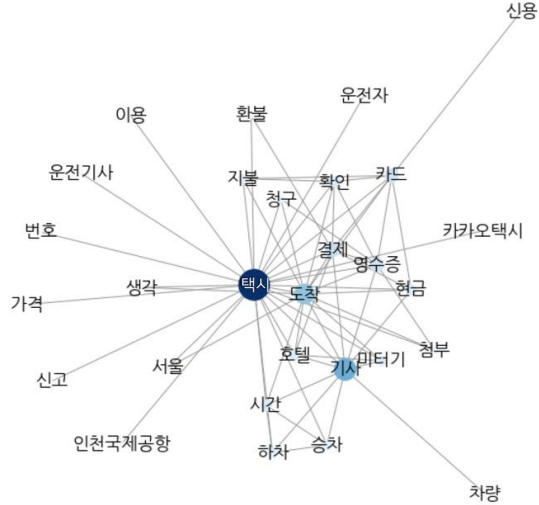 신용
운전자
이용
환불
운전기사
지불
확인
카드
청구
번호
카카오택시
결제
영수증
택시
도착
생각
현금
가격
호텔
미터기
첨부
서울
기사
신고
시간
인천국제공항
하차
승차
차량